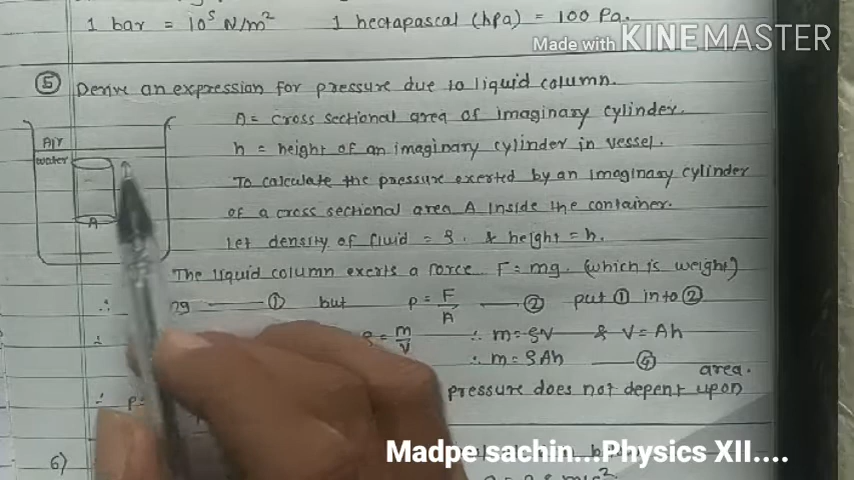 1 bar = 10⁵ N/m² 1 hectapascal (hpa) = 100 Pa.
Made with KINEMASTER
⑤ Derive an expression for pressure due to liquid column.
A = cross sectional area of imaginary cylinder.
Air
h = height of an imaginary cylinder in vessel.
water
To calculate the pressure exerted by an imaginary cylinder
of a cross sectional area A inside the container.
A
Let density of fluid = ρ. & height = h.
The liquid column exerts a force F = mg. (which is weight)
∴ mg —— ① but P = F/A —— ② put ① into ②
∴ ρ = m/V ∴ m = ρV & V = Ah
∴ m = ρAh —— ④
area.
∴ P= pressure does not depent upon
6)
Madpe sachin...Physics XII....